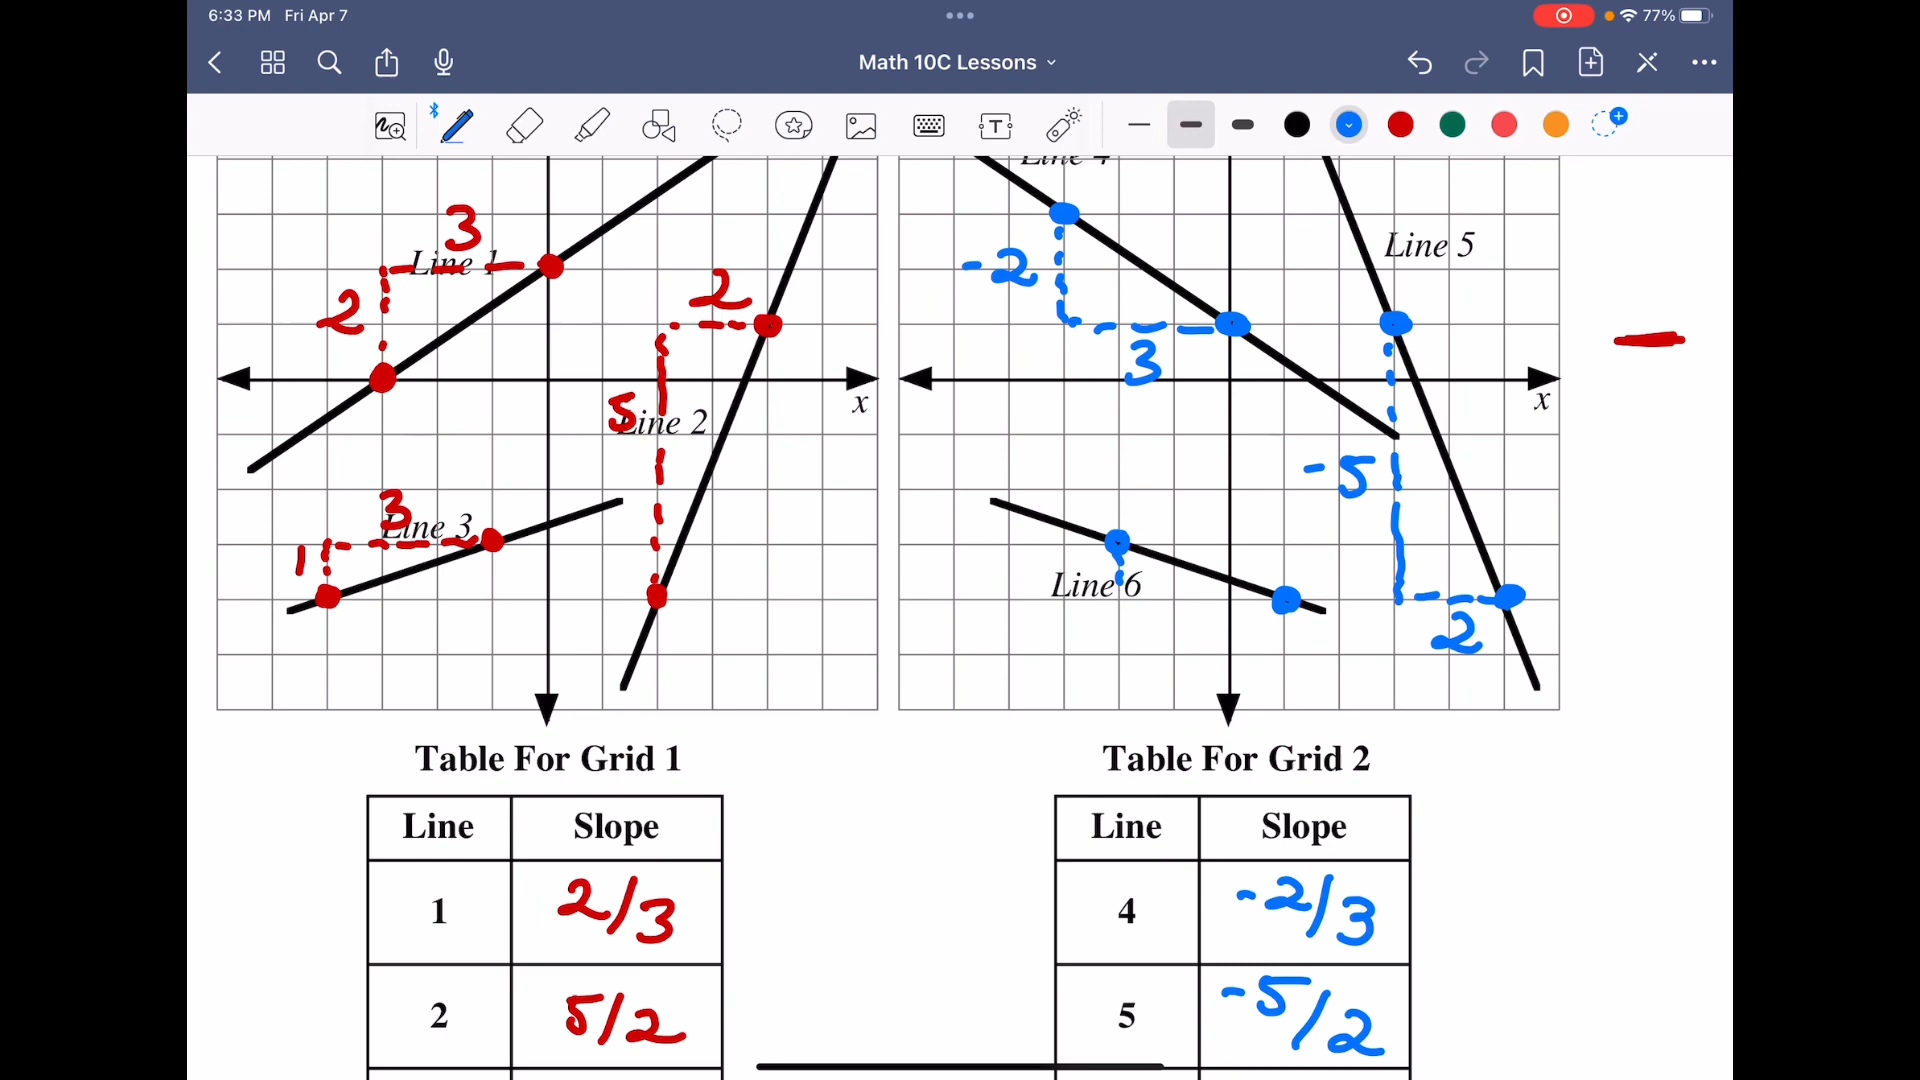 6:33 PM Fri Apr 7
77%
Math 10C Lessons
T
Line 4
3
Line 1
2
2
5
Line 2
x
3
Line 3
1
-2
3
Line 5
x
-5
Line 6
2
Table For Grid 1
Line Slope
1 2/3
2 5/2
Table For Grid 2
Line Slope
4 -2/3
5 -5/2